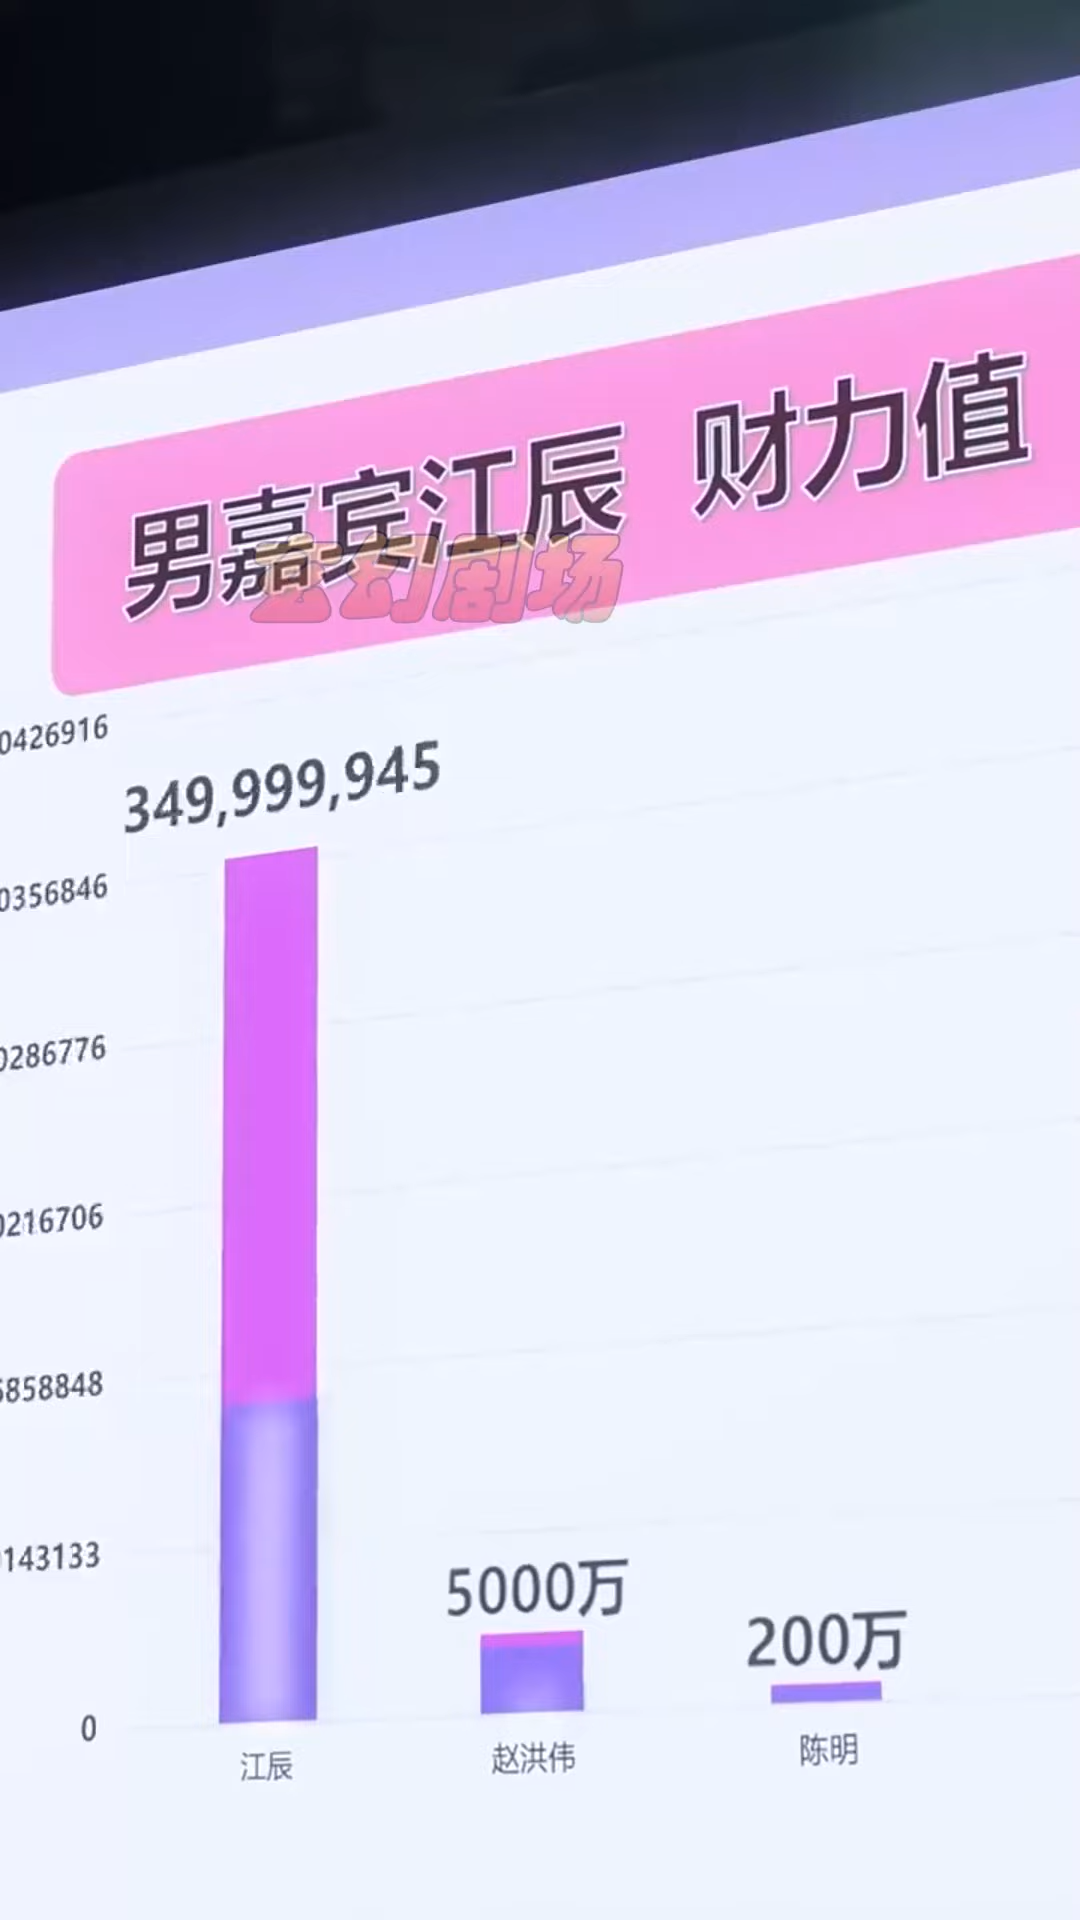 男嘉宾江辰 财力值
玄幻剧场
0426916
349,999,945
0356846
0286776
0216706
5858848
0143133
5000万
200万
0
江辰
赵洪伟
陈明